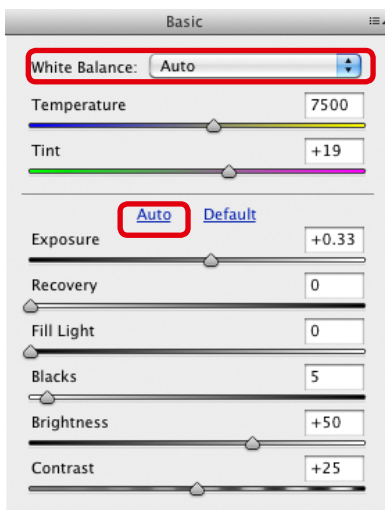 Basic
White Balance: Auto
Temperature 7500
Tint +19
Auto Default
Exposure +0.33
Recovery 0
Fill Light 0
Blacks 5
Brightness +50
Contrast +25